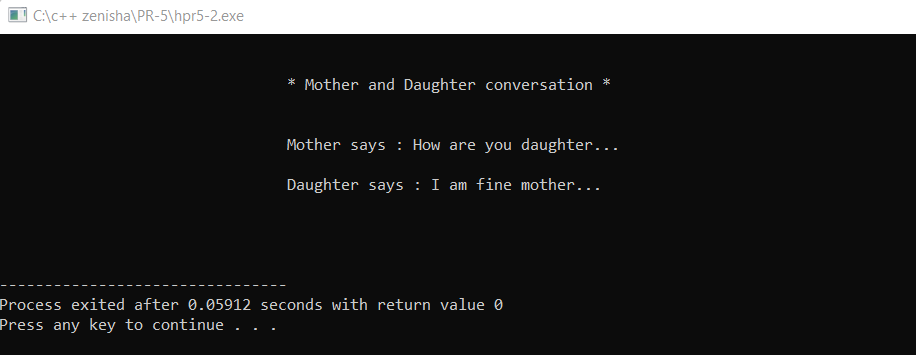 C:\c++ zenisha\PR-5\hpr5-2.exe
* Mother and Daughter conversation *
Mother says : How are you daughter...
Daughter says : I am fine mother...
--------------------------------
Process exited after 0.05912 seconds with return value 0
Press any key to continue . . .